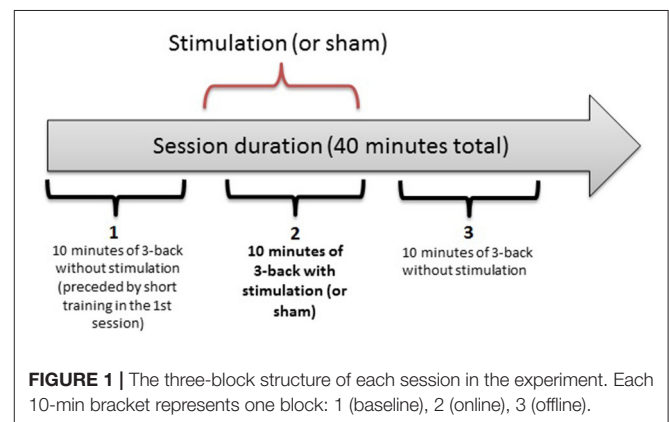 Stimulation (or sham)
Session duration (40 minutes total)
1
10 minutes of 3-back
without stimulation
(preceded by short
training in the 1st
session)
2
10 minutes of
3-back with
stimulation (or
sham)
3
10 minutes of 3-back
without stimulation
FIGURE 1 | The three-block structure of each session in the experiment. Each
10-min bracket represents one block: 1 (baseline), 2 (online), 3 (offline).